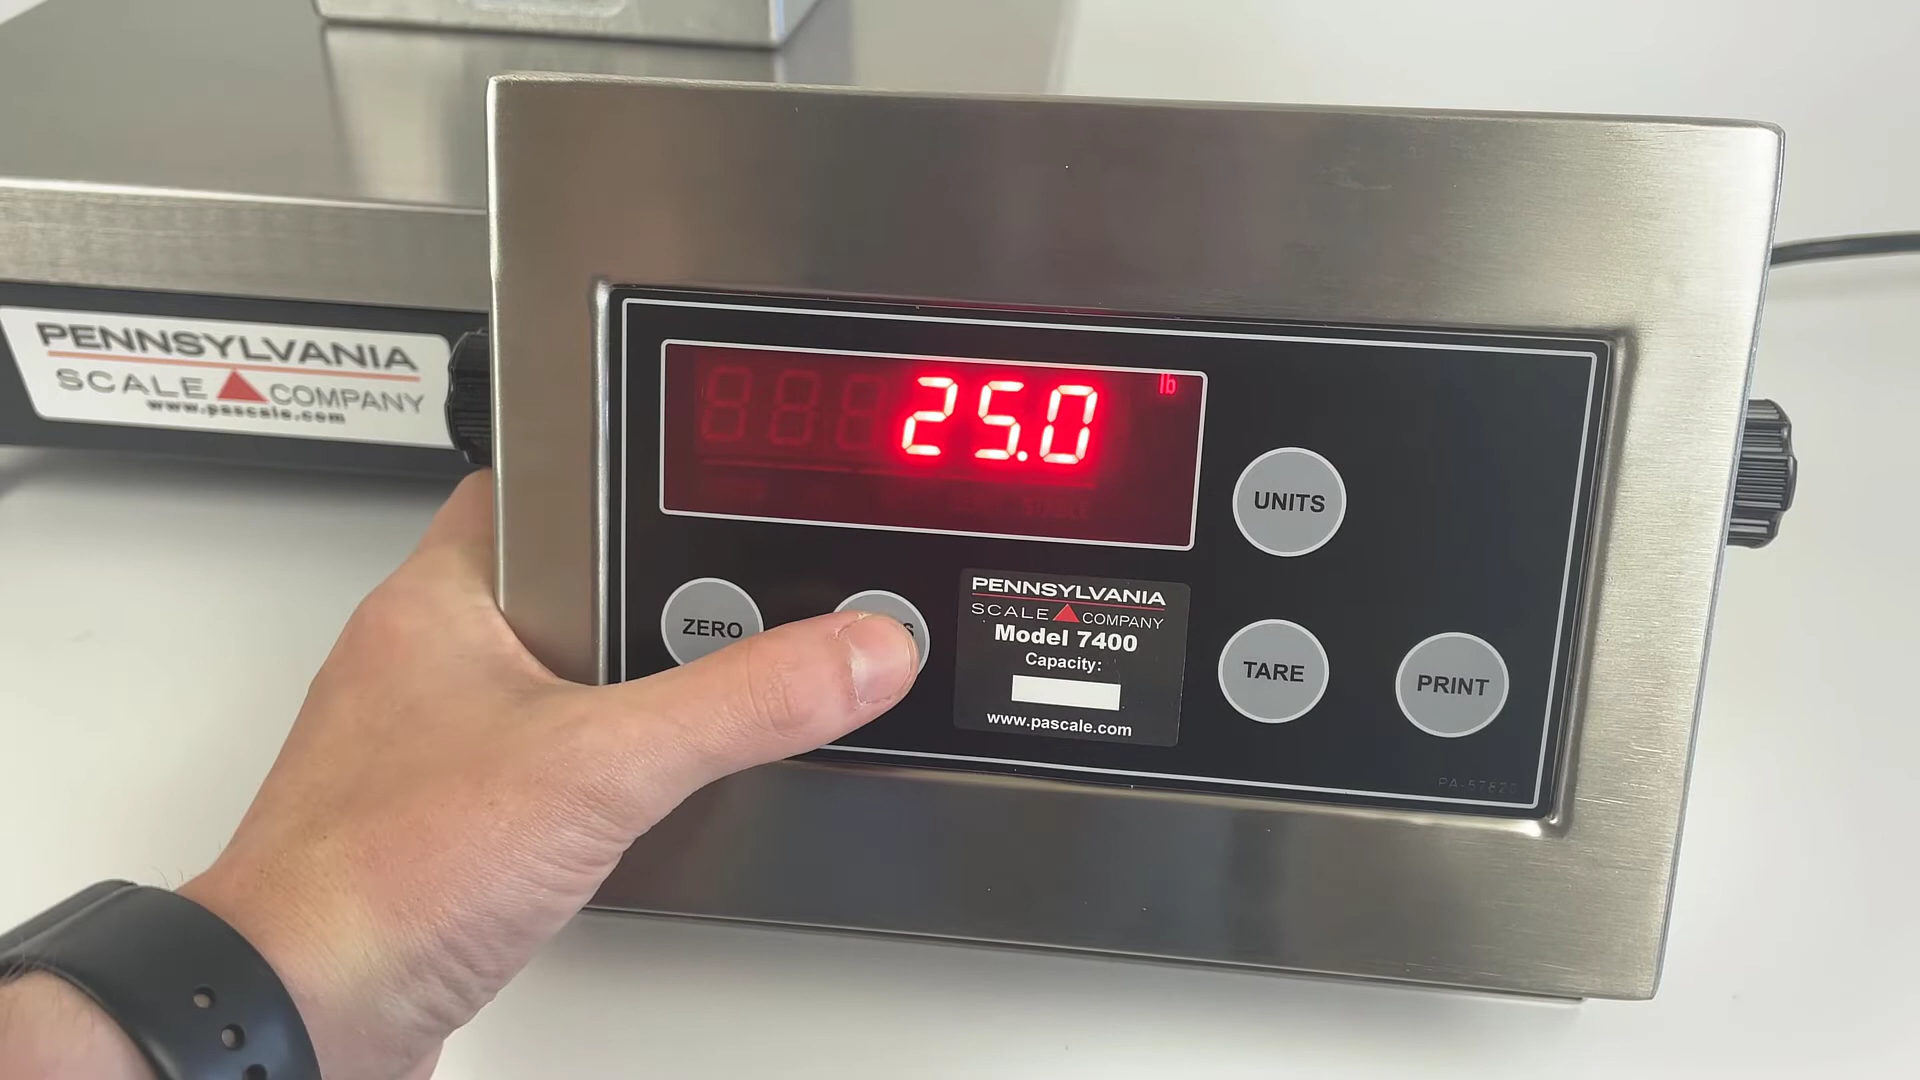 PENNSYLVANIA
SCALE COMPANY
www.pascale.com
25.0
lb
UNITS
ZERO
PENNSYLVANIA
SCALE COMPANY
Model 7400
Capacity:
www.pascale.com
TARE
PRINT